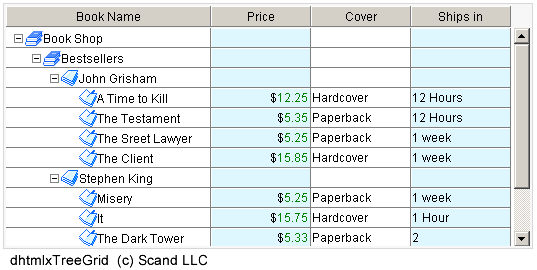 Book Name Price Cover Ships in
Book Shop
Bestsellers
John Grisham
A Time to Kill $12.25 Hardcover 12 Hours
The Testament $5.35 Paperback 12 Hours
The Sreet Lawyer $5.25 Paperback 1 week
The Client $15.85 Hardcover 1 week
Stephen King
Misery $5.25 Paperback 1 week
It $15.75 Hardcover 1 Hour
The Dark Tower $5.33 Paperback 2
dhtmlxTreeGrid (c) Scand LLC